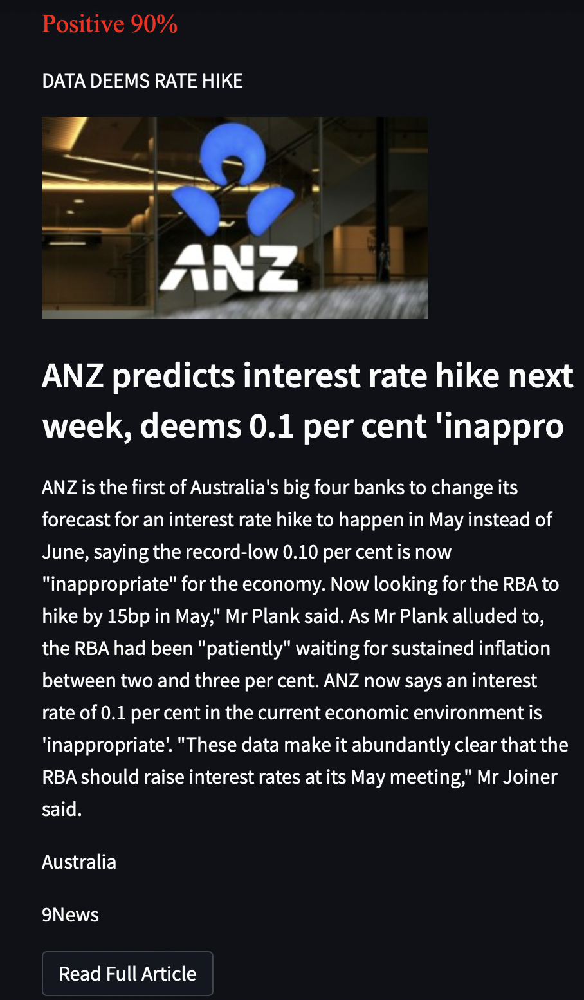 Positive 90%
DATA DEEMS RATE HIKE
ANZ
ANZ predicts interest rate hike next
week, deems 0.1 per cent 'inappro
ANZ is the first of Australia's big four banks to change its
forecast for an interest rate hike to happen in May instead of
June, saying the record-low 0.10 per cent is now
"inappropriate" for the economy. Now looking for the RBA to
hike by 15bp in May," Mr Plank said. As Mr Plank alluded to,
the RBA had been "patiently" waiting for sustained inflation
between two and three per cent. ANZ now says an interest
rate of 0.1 per cent in the current economic environment is
'inappropriate'. "These data make it abundantly clear that the
RBA should raise interest rates at its May meeting," Mr Joiner
said.
Australia
9News
Read Full Article